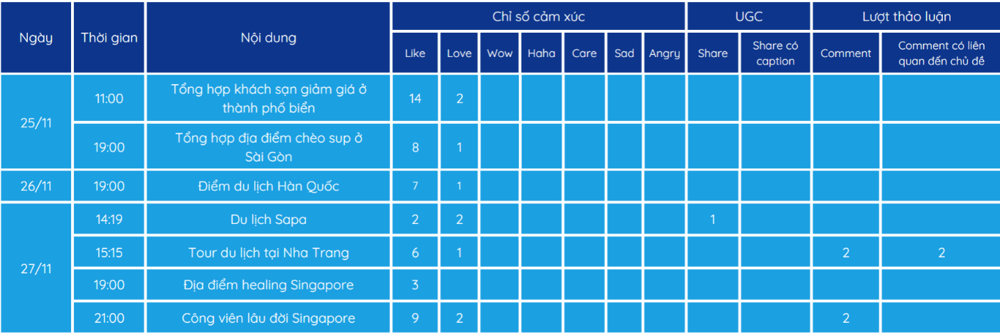 Ngày Thời gian Nội dung Chỉ số cảm xúc UGC Lượt thảo luận
Like Love Wow Haha Care Sad Angry Share Share có caption Comment Comment có liên quan đến chủ đề
25/11 11:00 Tổng hợp khách sạn giảm giá ở thành phố biển 14 2
19:00 Tổng hợp địa điểm chèo sup ở Sài Gòn 8 1
26/11 19:00 Điểm du lịch Hàn Quốc 7 1
27/11 14:19 Du lịch Sapa 2 2 1
15:15 Tour du lịch tại Nha Trang 6 1 2 2
19:00 Địa điểm healing Singapore 3
21:00 Công viên lâu đời Singapore 9 2 2